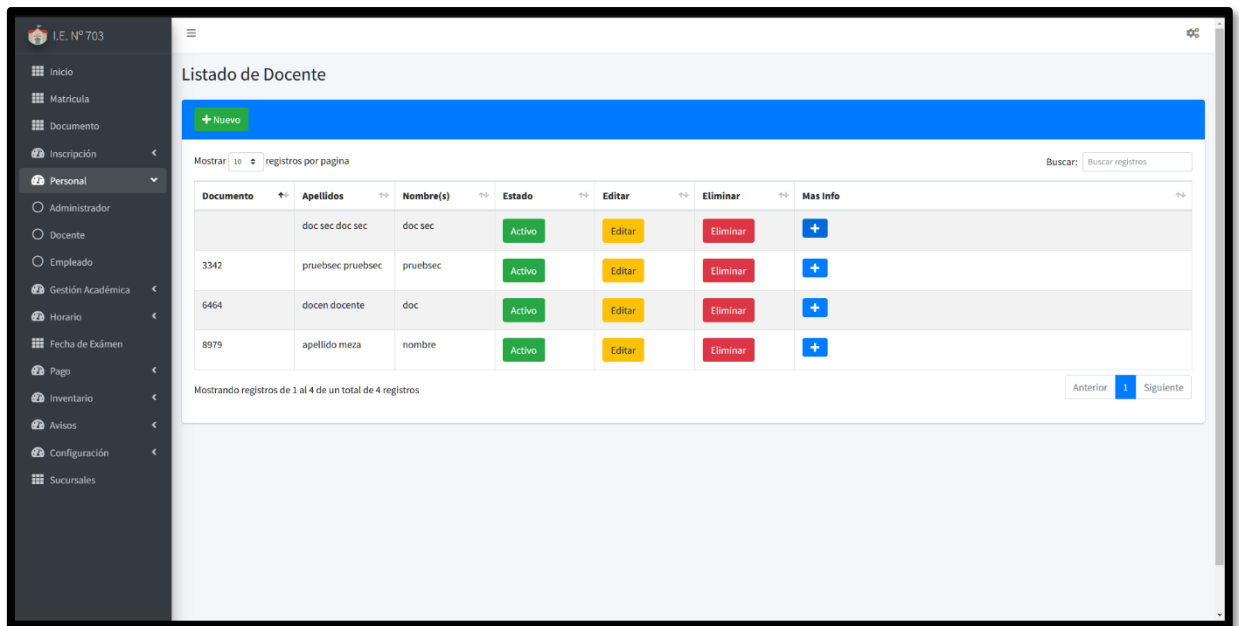 I.E. Nº 703
Inicio
Matricula
Documento
Inscripción
Personal
Administrador
Docente
Empleado
Gestión Académica
Horario
Fecha de Exámen
Pago
Inventario
Avisos
Configuración
Sucursales
Listado de Docente
Nuevo
Mostrar 10 registros por pagina Buscar: Buscar registros
Documento Apellidos Nombre(s) Estado Editar Eliminar Mas Info
doc sec doc sec doc sec Activo Editar Eliminar
3342 pruebsec pruebsec pruebsec Activo Editar Eliminar
6464 docen docente doc Activo Editar Eliminar
8979 apellido meza nombre Activo Editar Eliminar
Mostrando registros de 1 al 4 de un total de 4 registros Anterior 1 Siguiente